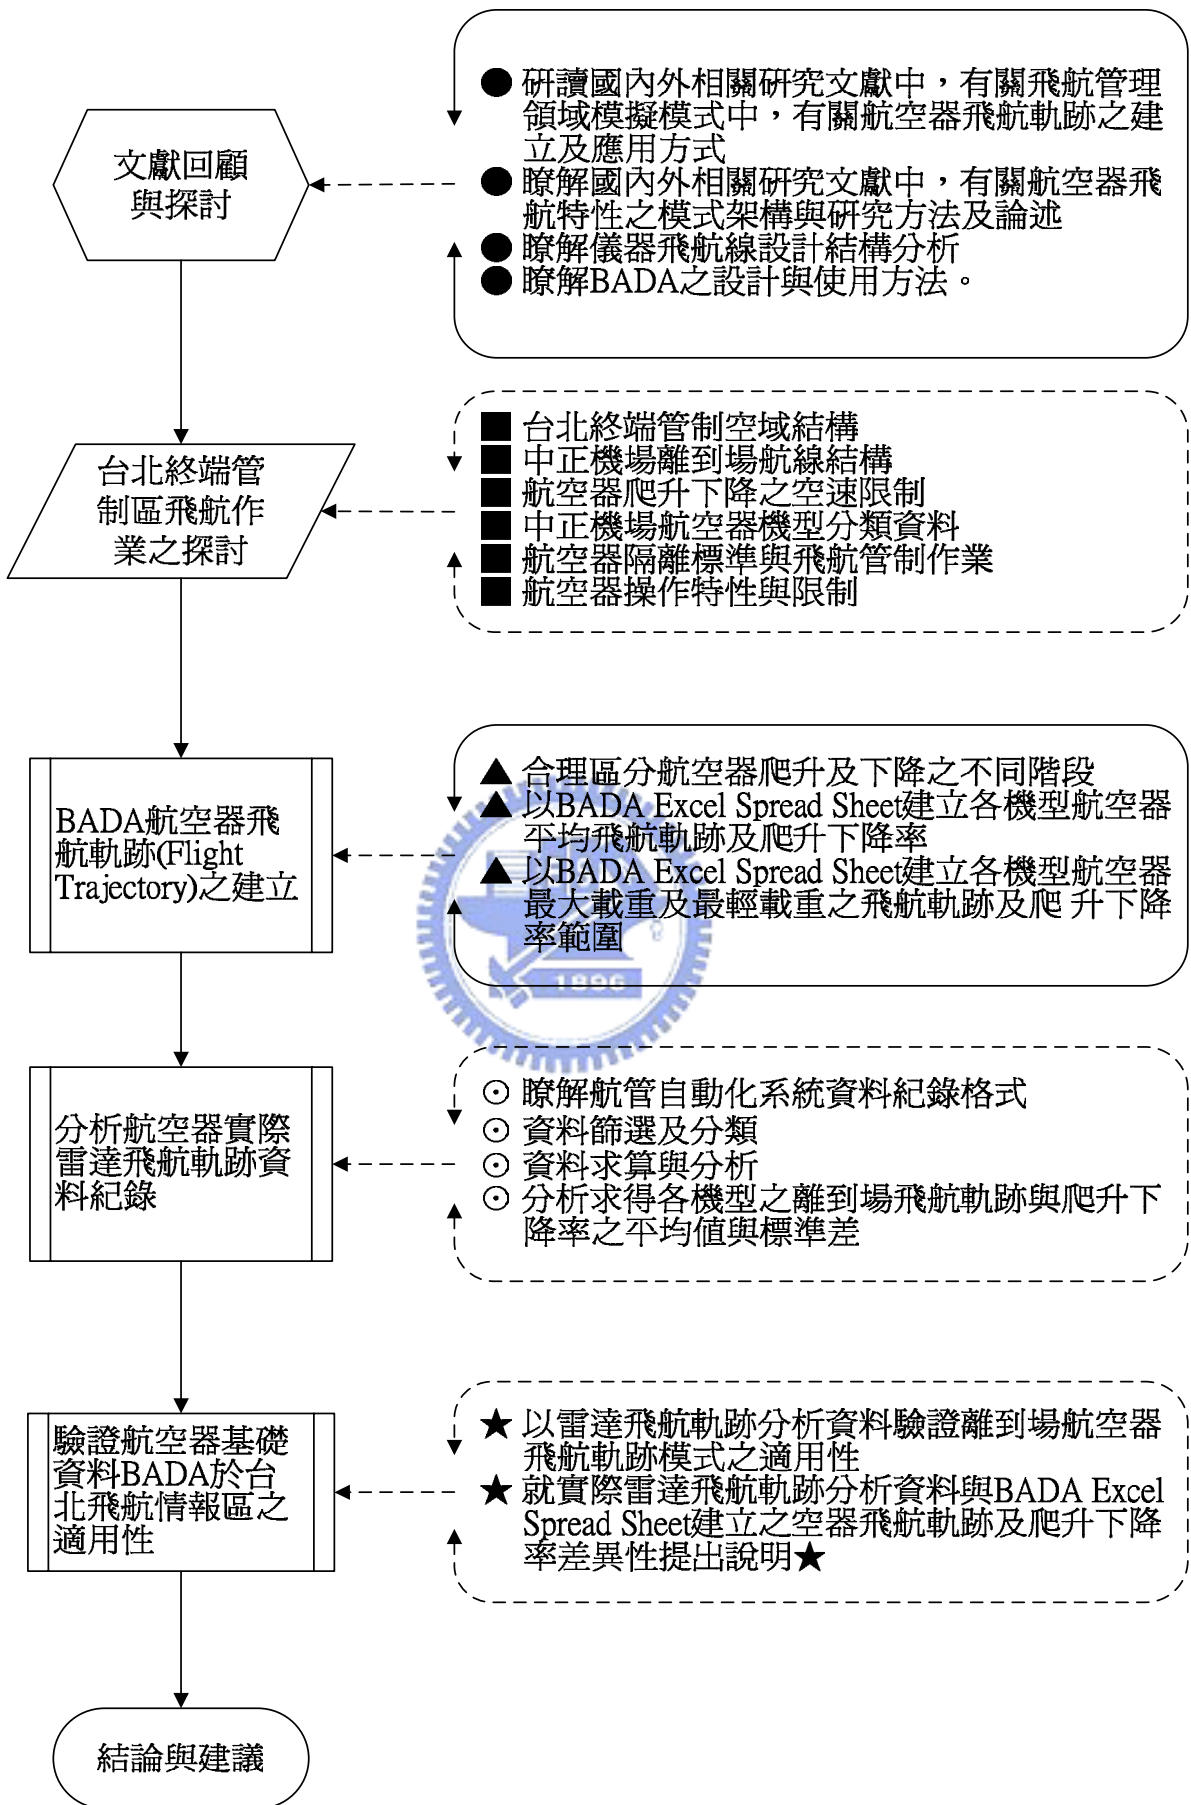 文獻回顧
與探討
● 研讀國內外相關研究文獻中，有關飛航管理
領域模擬模式中，有關航空器飛航軌跡之建
立及應用方式
● 瞭解國內外相關研究文獻中，有關航空器飛
航特性之模式架構與研究方法及論述
● 瞭解儀器飛航線設計結構分析
● 瞭解BADA之設計與使用方法。
台北終端管
制區飛航作
業之探討
■ 台北終端管制空域結構
■ 中正機場離到場航線結構
■ 航空器爬升下降之空速限制
■ 中正機場航空器機型分類資料
■ 航空器隔離標準與飛航管制作業
■ 航空器操作特性與限制
BADA航空器飛
航軌跡(Flight
Trajectory)之建立
▲ 合理區分航空器爬升及下降之不同階段
▲ 以BADA Excel Spread Sheet建立各機型航空器
平均飛航軌跡及爬升下降率
▲ 以BADA Excel Spread Sheet建立各機型航空器
最大載重及最輕載重之飛航軌跡及爬 升下降
率範圍
1896
分析航空器實際
雷達飛航軌跡資
料紀錄
⊙ 瞭解航管自動化系統資料紀錄格式
⊙ 資料篩選及分類
⊙ 資料求算與分析
⊙ 分析求得各機型之離到場飛航軌跡與爬升下
降率之平均值與標準差
驗證航空器基礎
資料BADA於台
北飛航情報區之
適用性
★ 以雷達飛航軌跡分析資料驗證離到場航空器
飛航軌跡模式之適用性
★ 就實際雷達飛航軌跡分析資料與BADA Excel
Spread Sheet建立之空器飛航軌跡及爬升下降
率差異性提出說明★
結論與建議